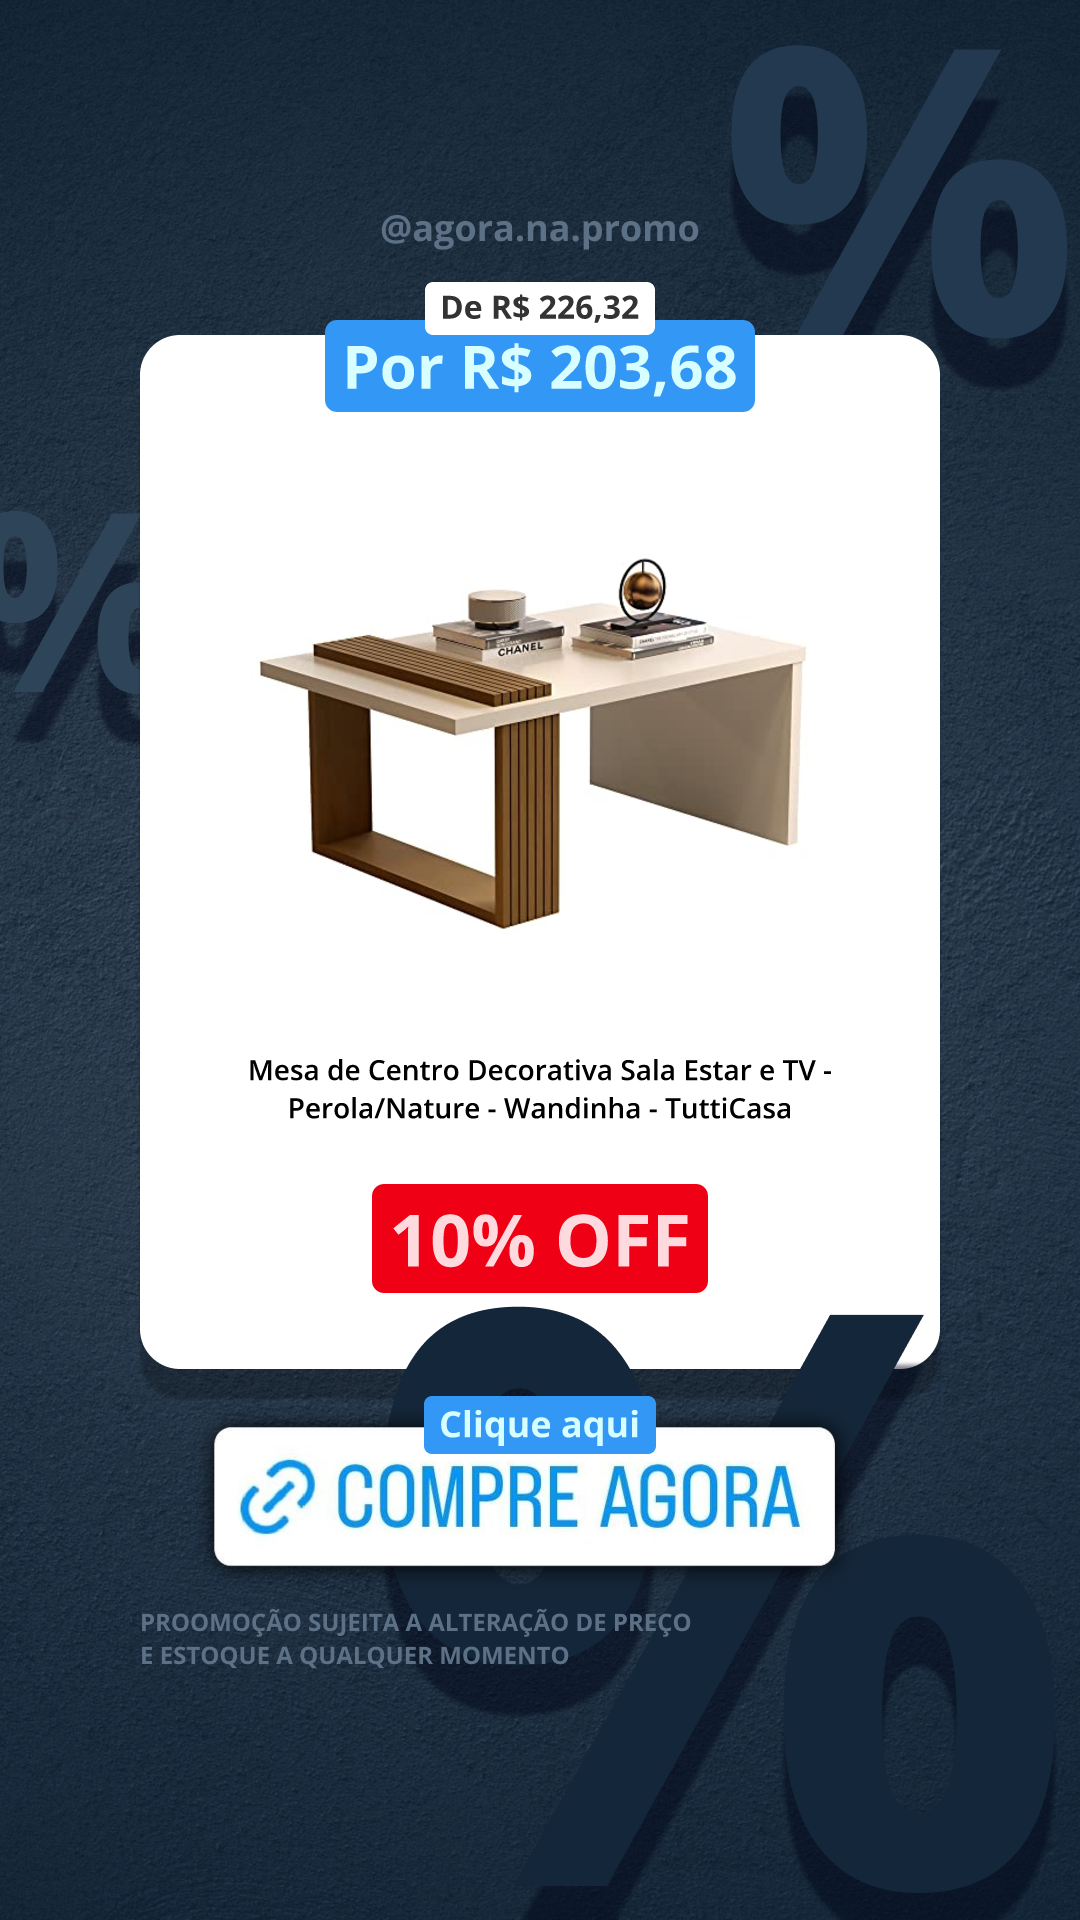 %
@agora.na.promo
De R$ 226,32
Por R$ 203,68
%
CHANEL
CHANEL
Mesa de Centro Decorativa Sala Estar e TV -
Perola/Nature - Wandinha - TuttiCasa
10% OFF
%
Clique aqui
COMPRE AGORA
PROOMOÇÃO SUJEITA A ALTERAÇÃO DE PREÇO
E ESTOQUE A QUALQUER MOMENTO